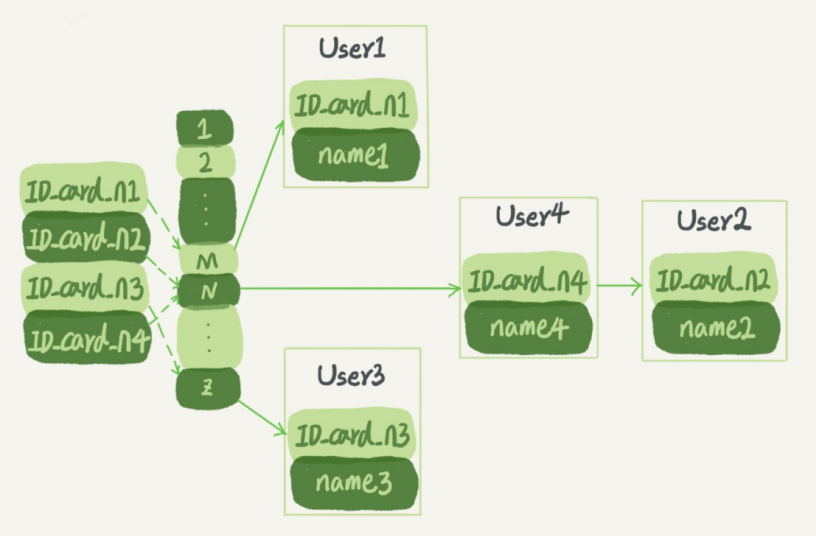 User1
ID_card_n1
name1
1
2
⋮
M
N
⋮
Z
ID_card_n1
ID_card_n2
ID_card_n3
ID_card_n4
User4
ID_card_n4
name4
User2
ID_card_n2
name2
User3
ID_card_n3
name3